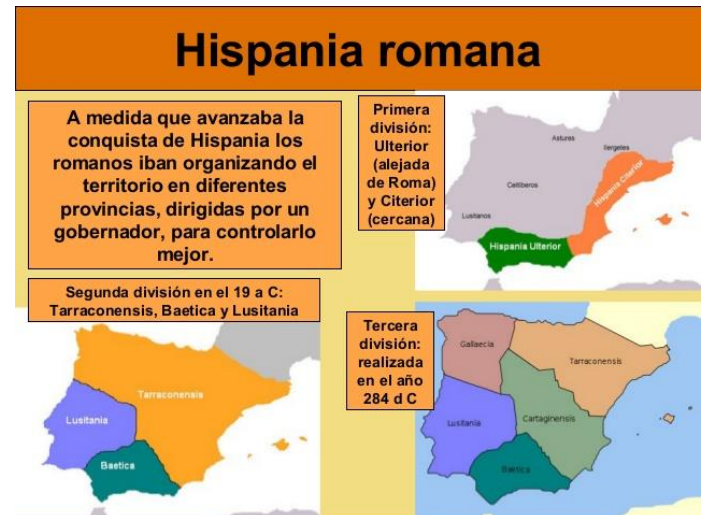 Hispania romana
A medida que avanzaba la
conquista de Hispania los
romanos iban organizando el
territorio en diferentes
provincias, dirigidas por un
gobernador, para controlarlo
mejor.
Primera
división:
Ulterior
(alejada
de Roma)
y Citerior
(cercana)
Astures
Ilergetes
Celtíberos
Lusitanos
Hispania Citerior
Hispania Ulterior
Segunda división en el 19 a C:
Tarraconensis, Baetica y Lusitania
Tarraconensis
Lusitania
Baetica
Tercera
división:
realizada
en el año
284 d C
Gallaecia
Tarraconensis
Cartaginensis
Lusitania
Baetica